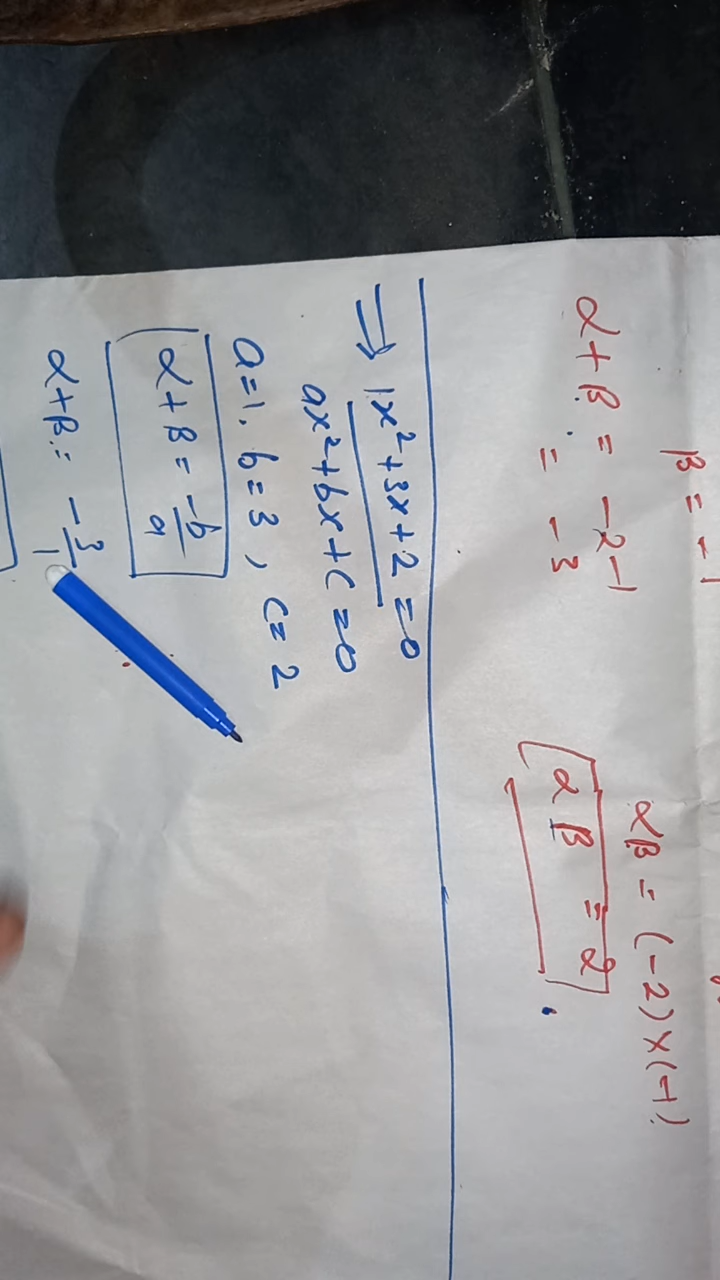 β = -1
α + β = -2-1
= -3
αβ = (-2)×(-1)
αβ = 2
⇒ 1x²+3x+2=0
ax²+bx+c=0
a=1, b=3, c=2
α+β = -b/a
α+β = -3/1